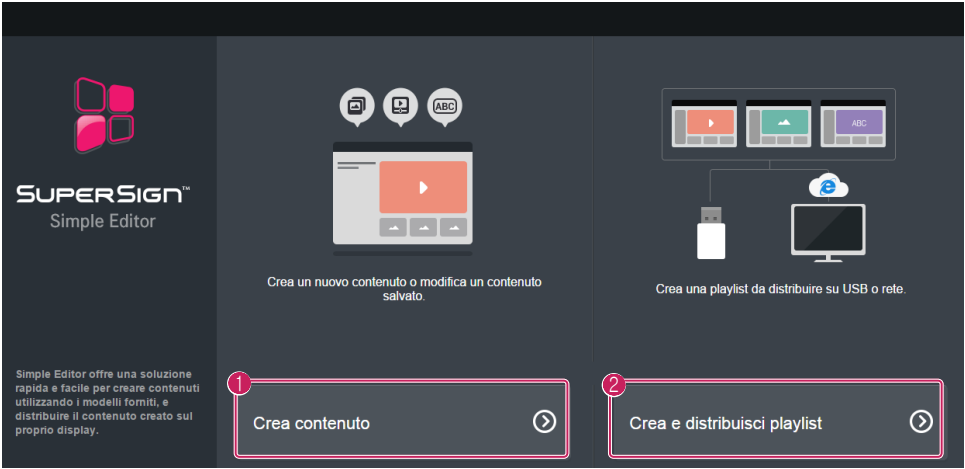 SUPERSIGN™
Simple Editor
Simple Editor offre una soluzione
rapida e facile per creare contenuti
utilizzando i modelli forniti, e
distribuire il contenuto creato sul
proprio display.
ABC
Crea un nuovo contenuto o modifica un contenuto
salvato.
1
Crea contenuto
ABC
Crea una playlist da distribuire su USB o rete.
2
Crea e distribuisci playlist